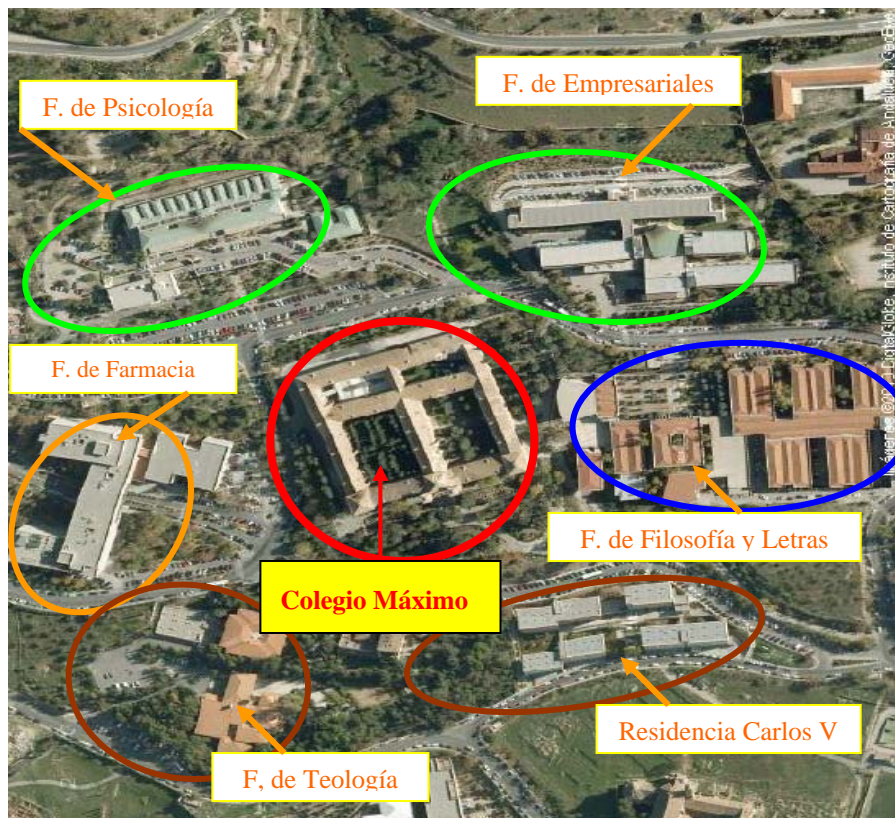 F. de Empresariales
F. de Psicología
F. de Farmacia
F. de Filosofía y Letras
Colegio Máximo
Residencia Carlos V
F, de Teología